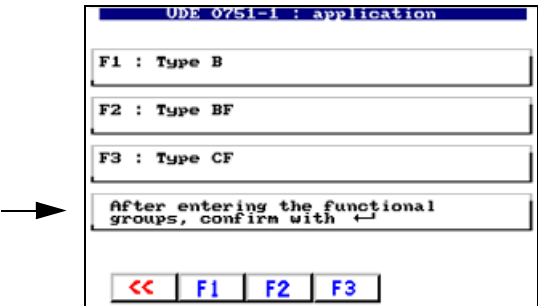 UDE 0751-1 : application
F1 : Type B
F2 : Type BF
F3 : Type CF
After entering the functional
groups, confirm with ↵
<< F1 F2 F3